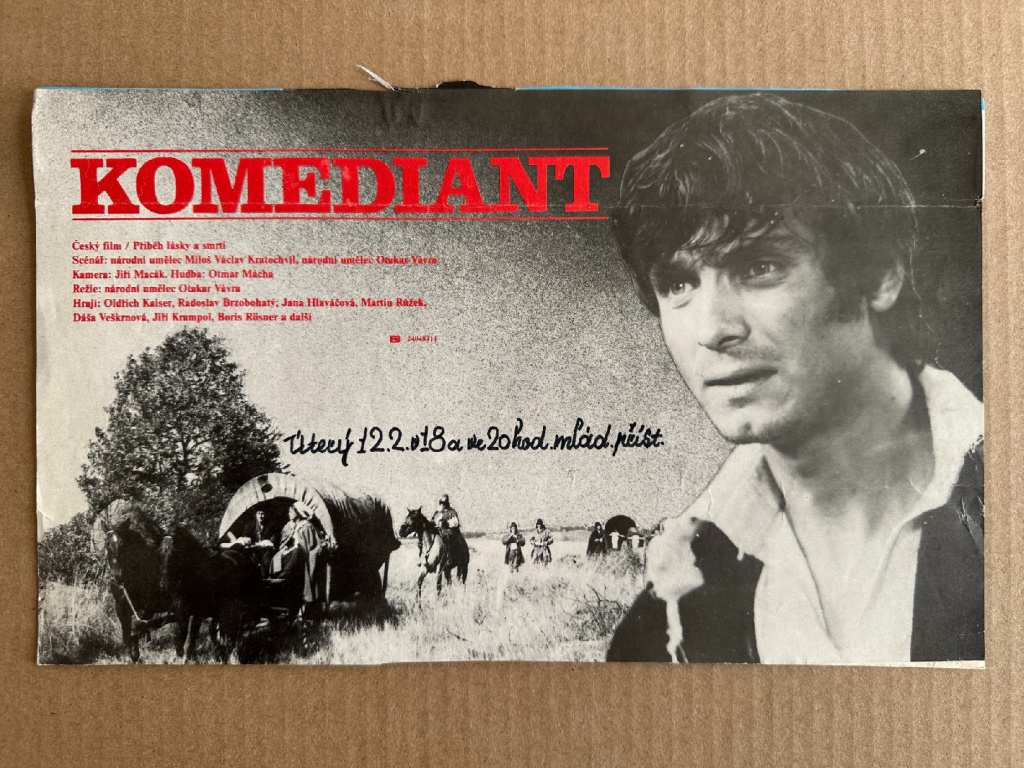 KOMEDIANT
Český film / Příběh lásky a smrti
Scénář: národní umělec Miloš Václav Kratochvíl, národní umělec Otakar Vávra
Kamera: Jiří Macák. Hudba: Otmar Mácha
Režie: národní umělec Otakar Vávra
Hrají: Oldřich Kaiser, Radoslav Brzobohatý, Jana Hlaváčová, Martin Růžek,
Dáša Veškrnová, Jiří Krampol, Boris Rösner a další
Úterý 12.2. v 18 a ve 20 hod. mlád. příst.